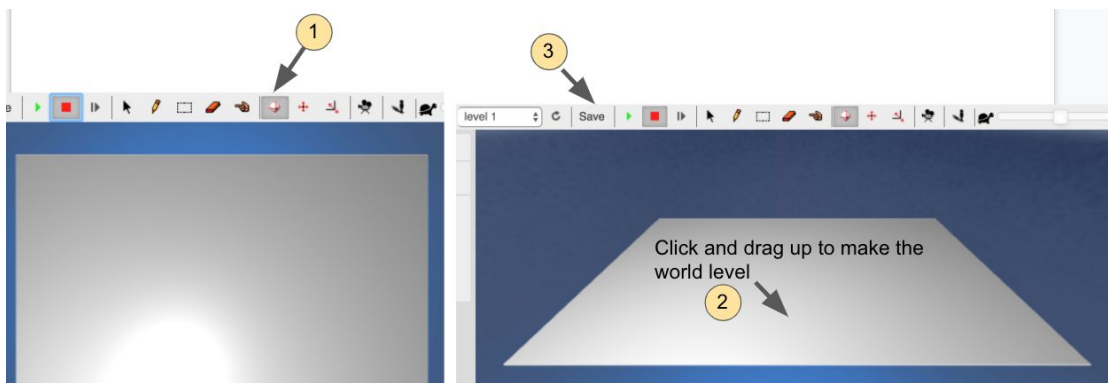 1
3
e
level 1
Save
Click and drag up to make the
world level
2